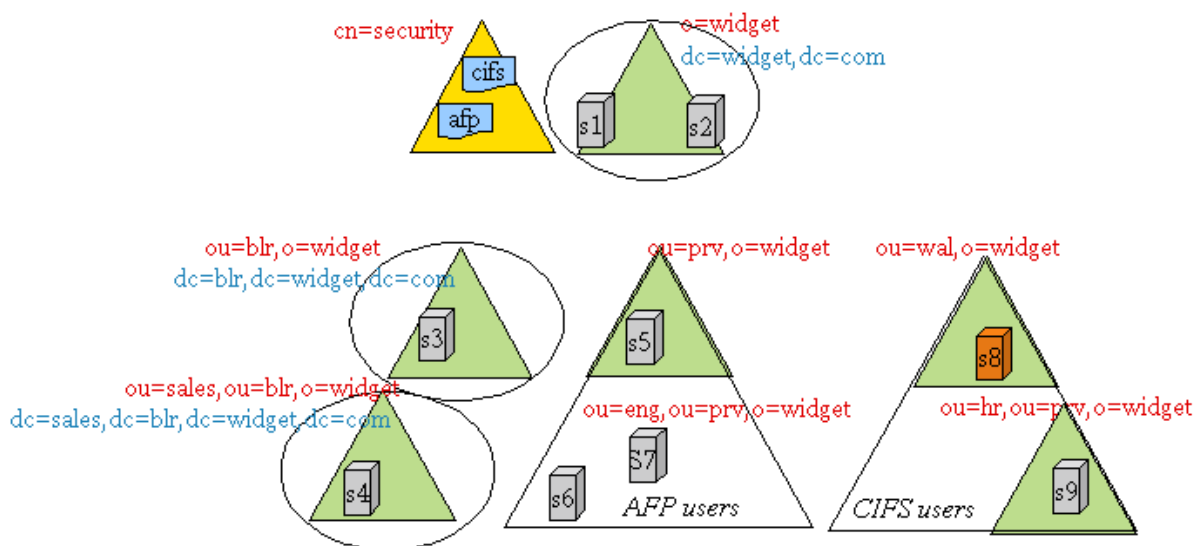 cn=security
o=widget
dc=widget,dc=com
cifs
afp
s1
s2
ou=blr,o=widget
dc=blr,dc=widget,dc=com
ou=prv,o=widget
ou=wal,o=widget
s3
s5
s8
ou=sales,ou=blr,o=widget
dc=sales,dc=blr,dc=widget,dc=com
ou=eng,ou=prv,o=widget
ou=hr,ou=prv,o=widget
s4
s6
S7
AFP users
CIFS users
s9